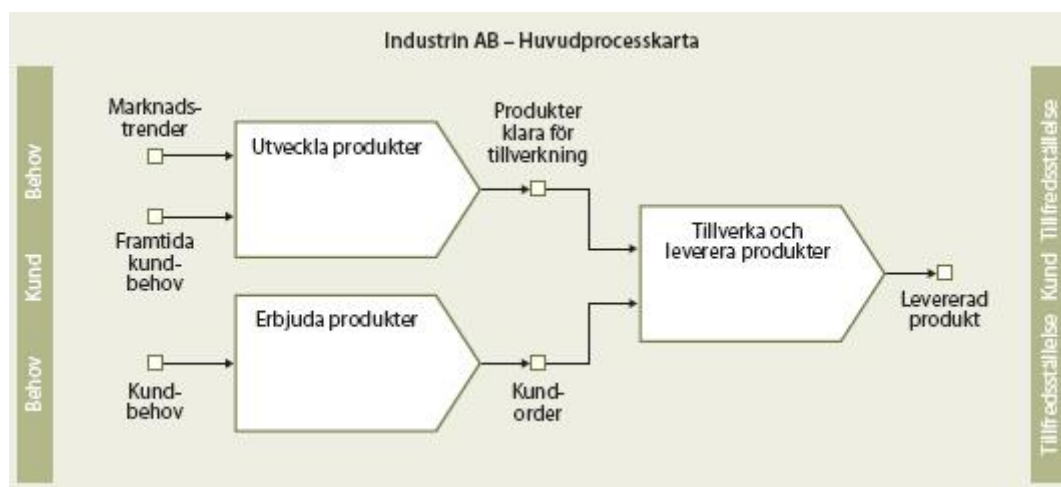 Industrin AB – Huvudprocesskarta
Behov Kund Behov
Marknads-
trender
Utveckla produkter
Framtida
kund-
behov
Produkter
klara för
tillverkning
Erbjuda produkter
Kund-
behov
Kund-
order
Tillverka och
leverera produkter
Levererad
produkt
Tillfredsställelse Kund Tillfredsställelse